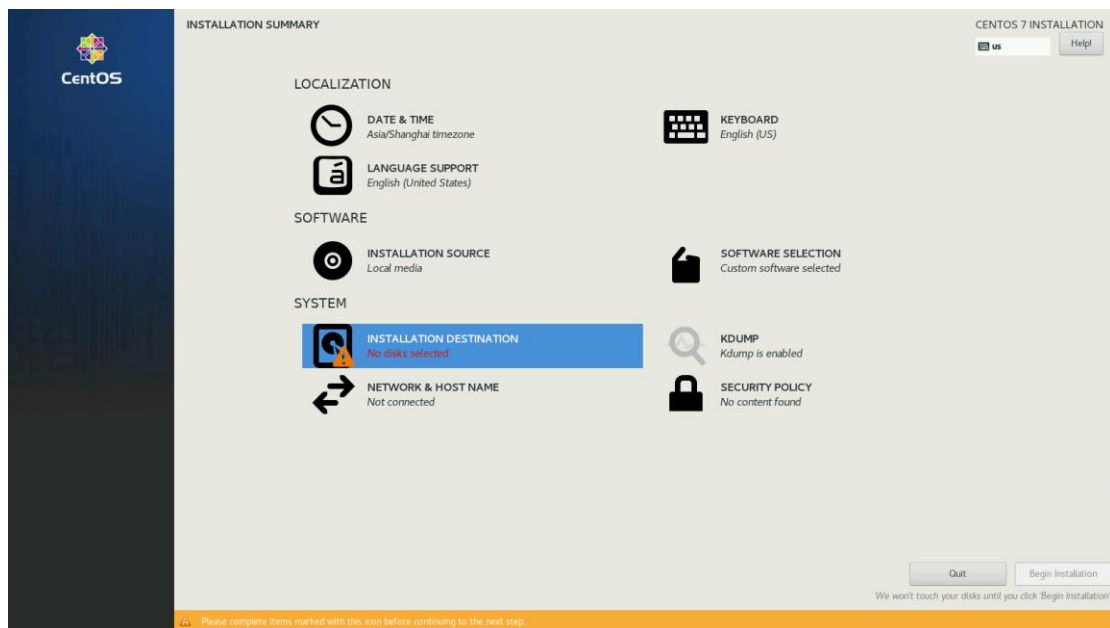 INSTALLATION SUMMARY
CENTOS 7 INSTALLATION
us
Help!
CentOS
LOCALIZATION
DATE & TIME
Asia/Shanghai timezone
KEYBOARD
English (US)
á
LANGUAGE SUPPORT
English (United States)
SOFTWARE
INSTALLATION SOURCE
Local media
SOFTWARE SELECTION
Custom software selected
SYSTEM
INSTALLATION DESTINATION
No disks selected
KDUMP
Kdump is enabled
NETWORK & HOST NAME
Not connected
SECURITY POLICY
No content found
Quit
Begin Installation
We won't touch your disks until you click 'Begin Installation'
Please complete items marked with this icon before continuing to the next step.